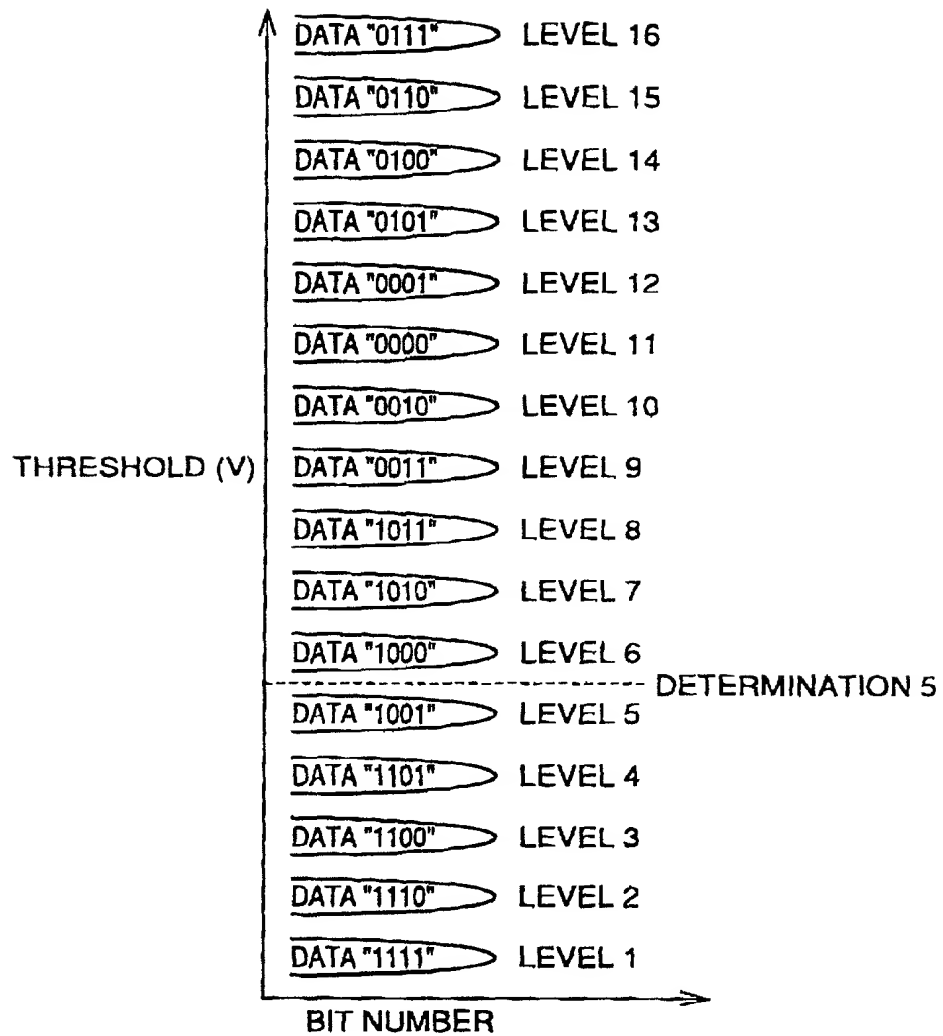 DATA "0111" LEVEL 16
DATA "0110" LEVEL 15
DATA "0100" LEVEL 14
DATA "0101" LEVEL 13
DATA "0001" LEVEL 12
DATA "0000" LEVEL 11
DATA "0010" LEVEL 10
THRESHOLD (V) DATA "0011" LEVEL 9
DATA "1011" LEVEL 8
DATA "1010" LEVEL 7
DATA "1000" LEVEL 6
DETERMINATION 5
DATA "1001" LEVEL 5
DATA "1101" LEVEL 4
DATA "1100" LEVEL 3
DATA "1110" LEVEL 2
DATA "1111" LEVEL 1
BIT NUMBER